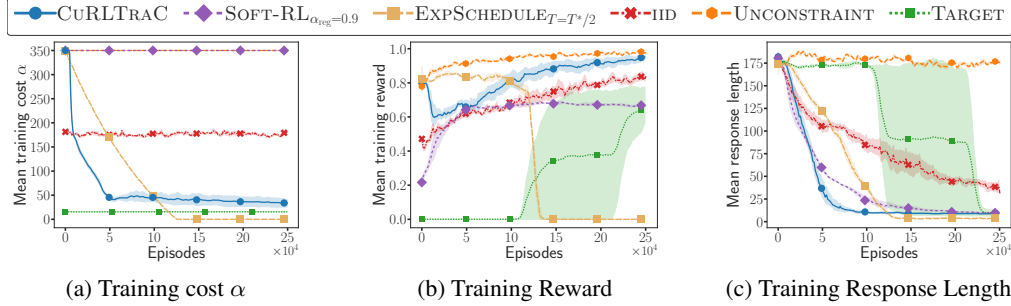 CURLTRAC SOFT-RL αreg=0.9 EXPSCHEDULE T=T*/2 IID UNCONSTRAINT TARGET
Mean training cost α
350
300
250
200
150
100
50
0
0 5 10 15 20 25
Episodes ×10⁴
(a) Training cost α
Mean training reward
1.0
0.8
0.6
0.4
0.2
0.0
0 5 10 15 20 25
Episodes ×10⁴
(b) Training Reward
Mean response length
200
175
150
125
100
75
50
25
0
0 5 10 15 20 25
Episodes ×10⁴
(c) Training Response Length